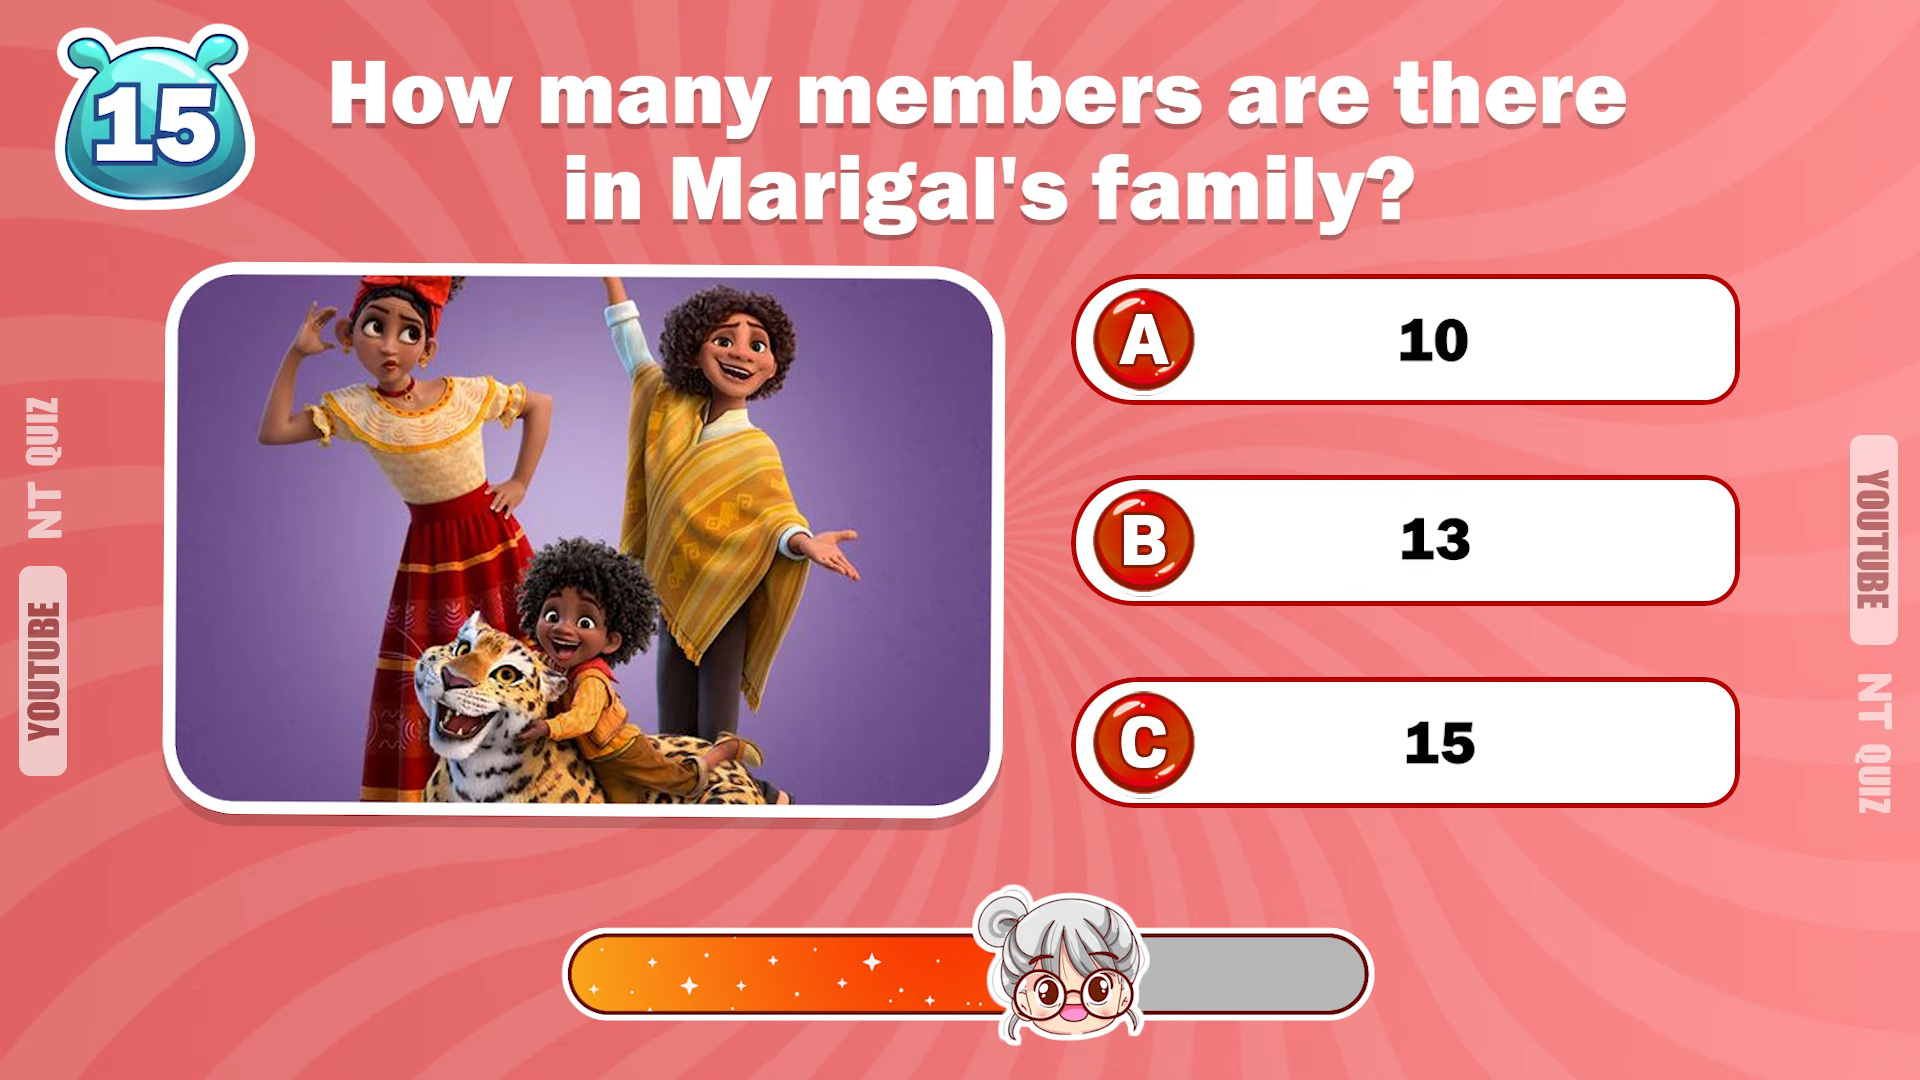 15
How many members are there
in Marigal's family?
A 10
B 13
C 15
YOUTUBE NT QUIZ
YOUTUBE NT QUIZ